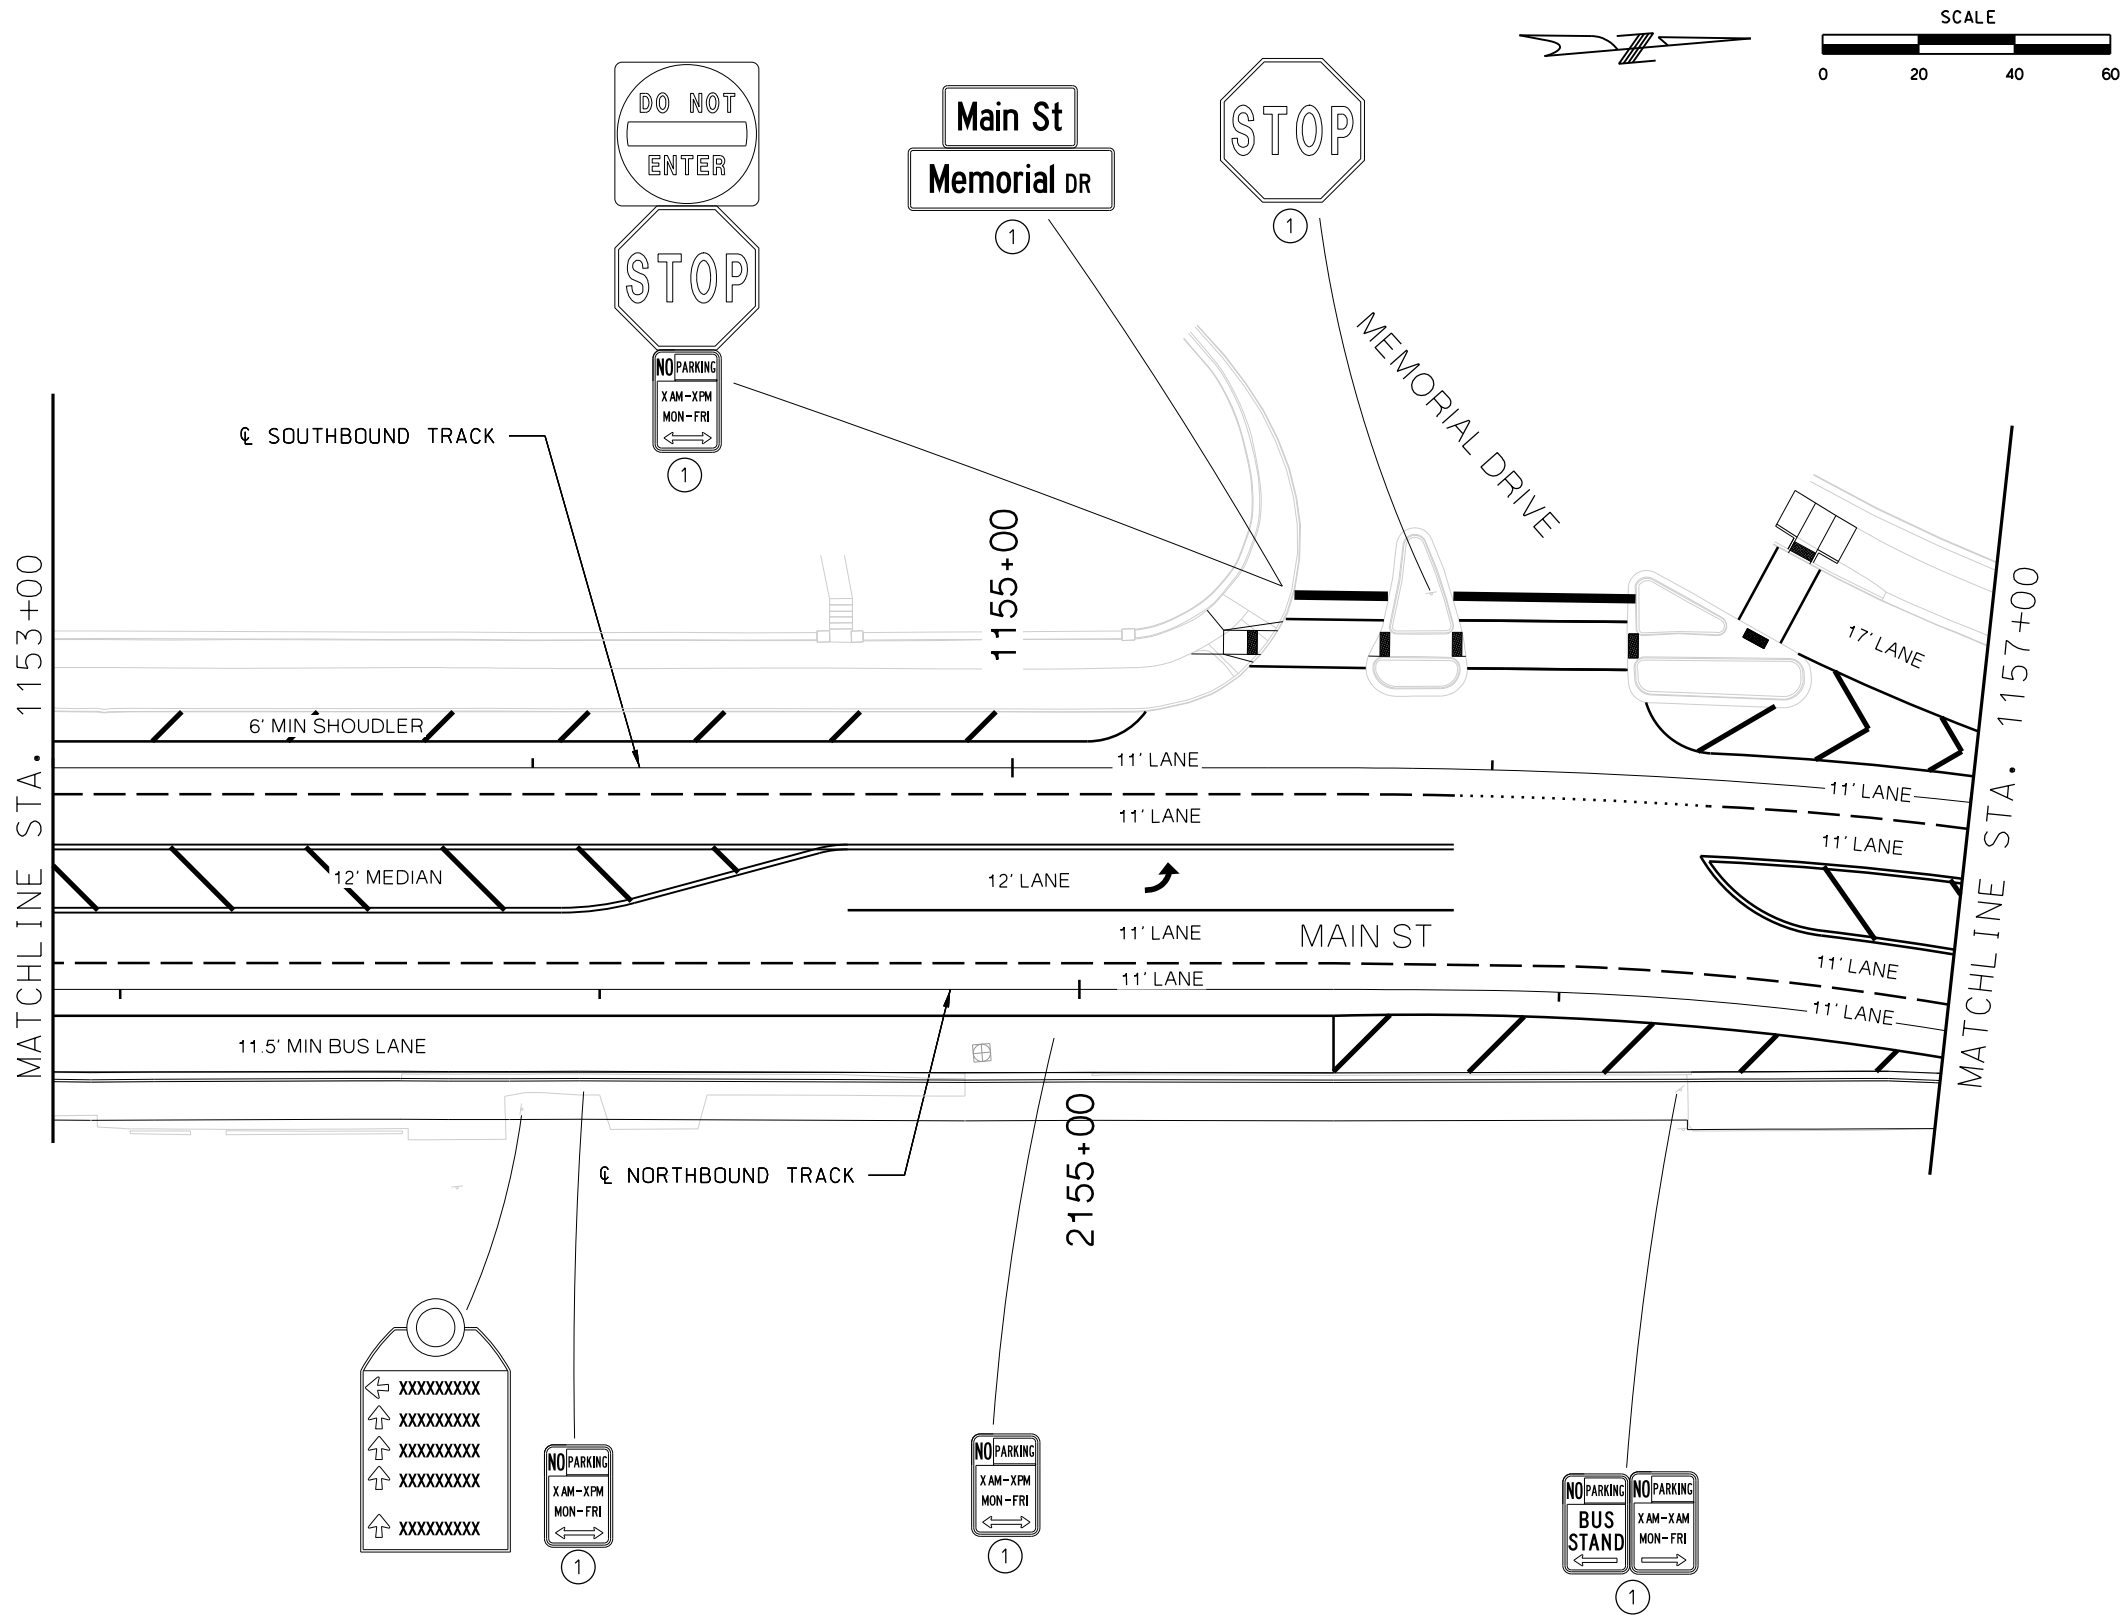 SCALE
0 20 40 60
DO NOT
ENTER
STOP
NO PARKING
X AM-XPM
MON-FRI
1
Main St
Memorial DR
1
STOP
1
MEMORIAL DRIVE
℄ SOUTHBOUND TRACK
1155+00
MATCHLINE STA. 1153+00
MATCHLINE STA. 1157+00
17' LANE
6' MIN SHOUDLER
11' LANE
11' LANE
11' LANE
11' LANE
12' MEDIAN
12' LANE
11' LANE
MAIN ST
11' LANE
11' LANE
11' LANE
11.5' MIN BUS LANE
2155+00
℄ NORTHBOUND TRACK
XXXXXXXXX
XXXXXXXXX
XXXXXXXXX
XXXXXXXXX
XXXXXXXXX
NO PARKING
X AM-XPM
MON-FRI
1
NO PARKING
X AM-XPM
MON-FRI
1
NO PARKING
BUS
STAND
NO PARKING
X AM-X AM
MON-FRI
1